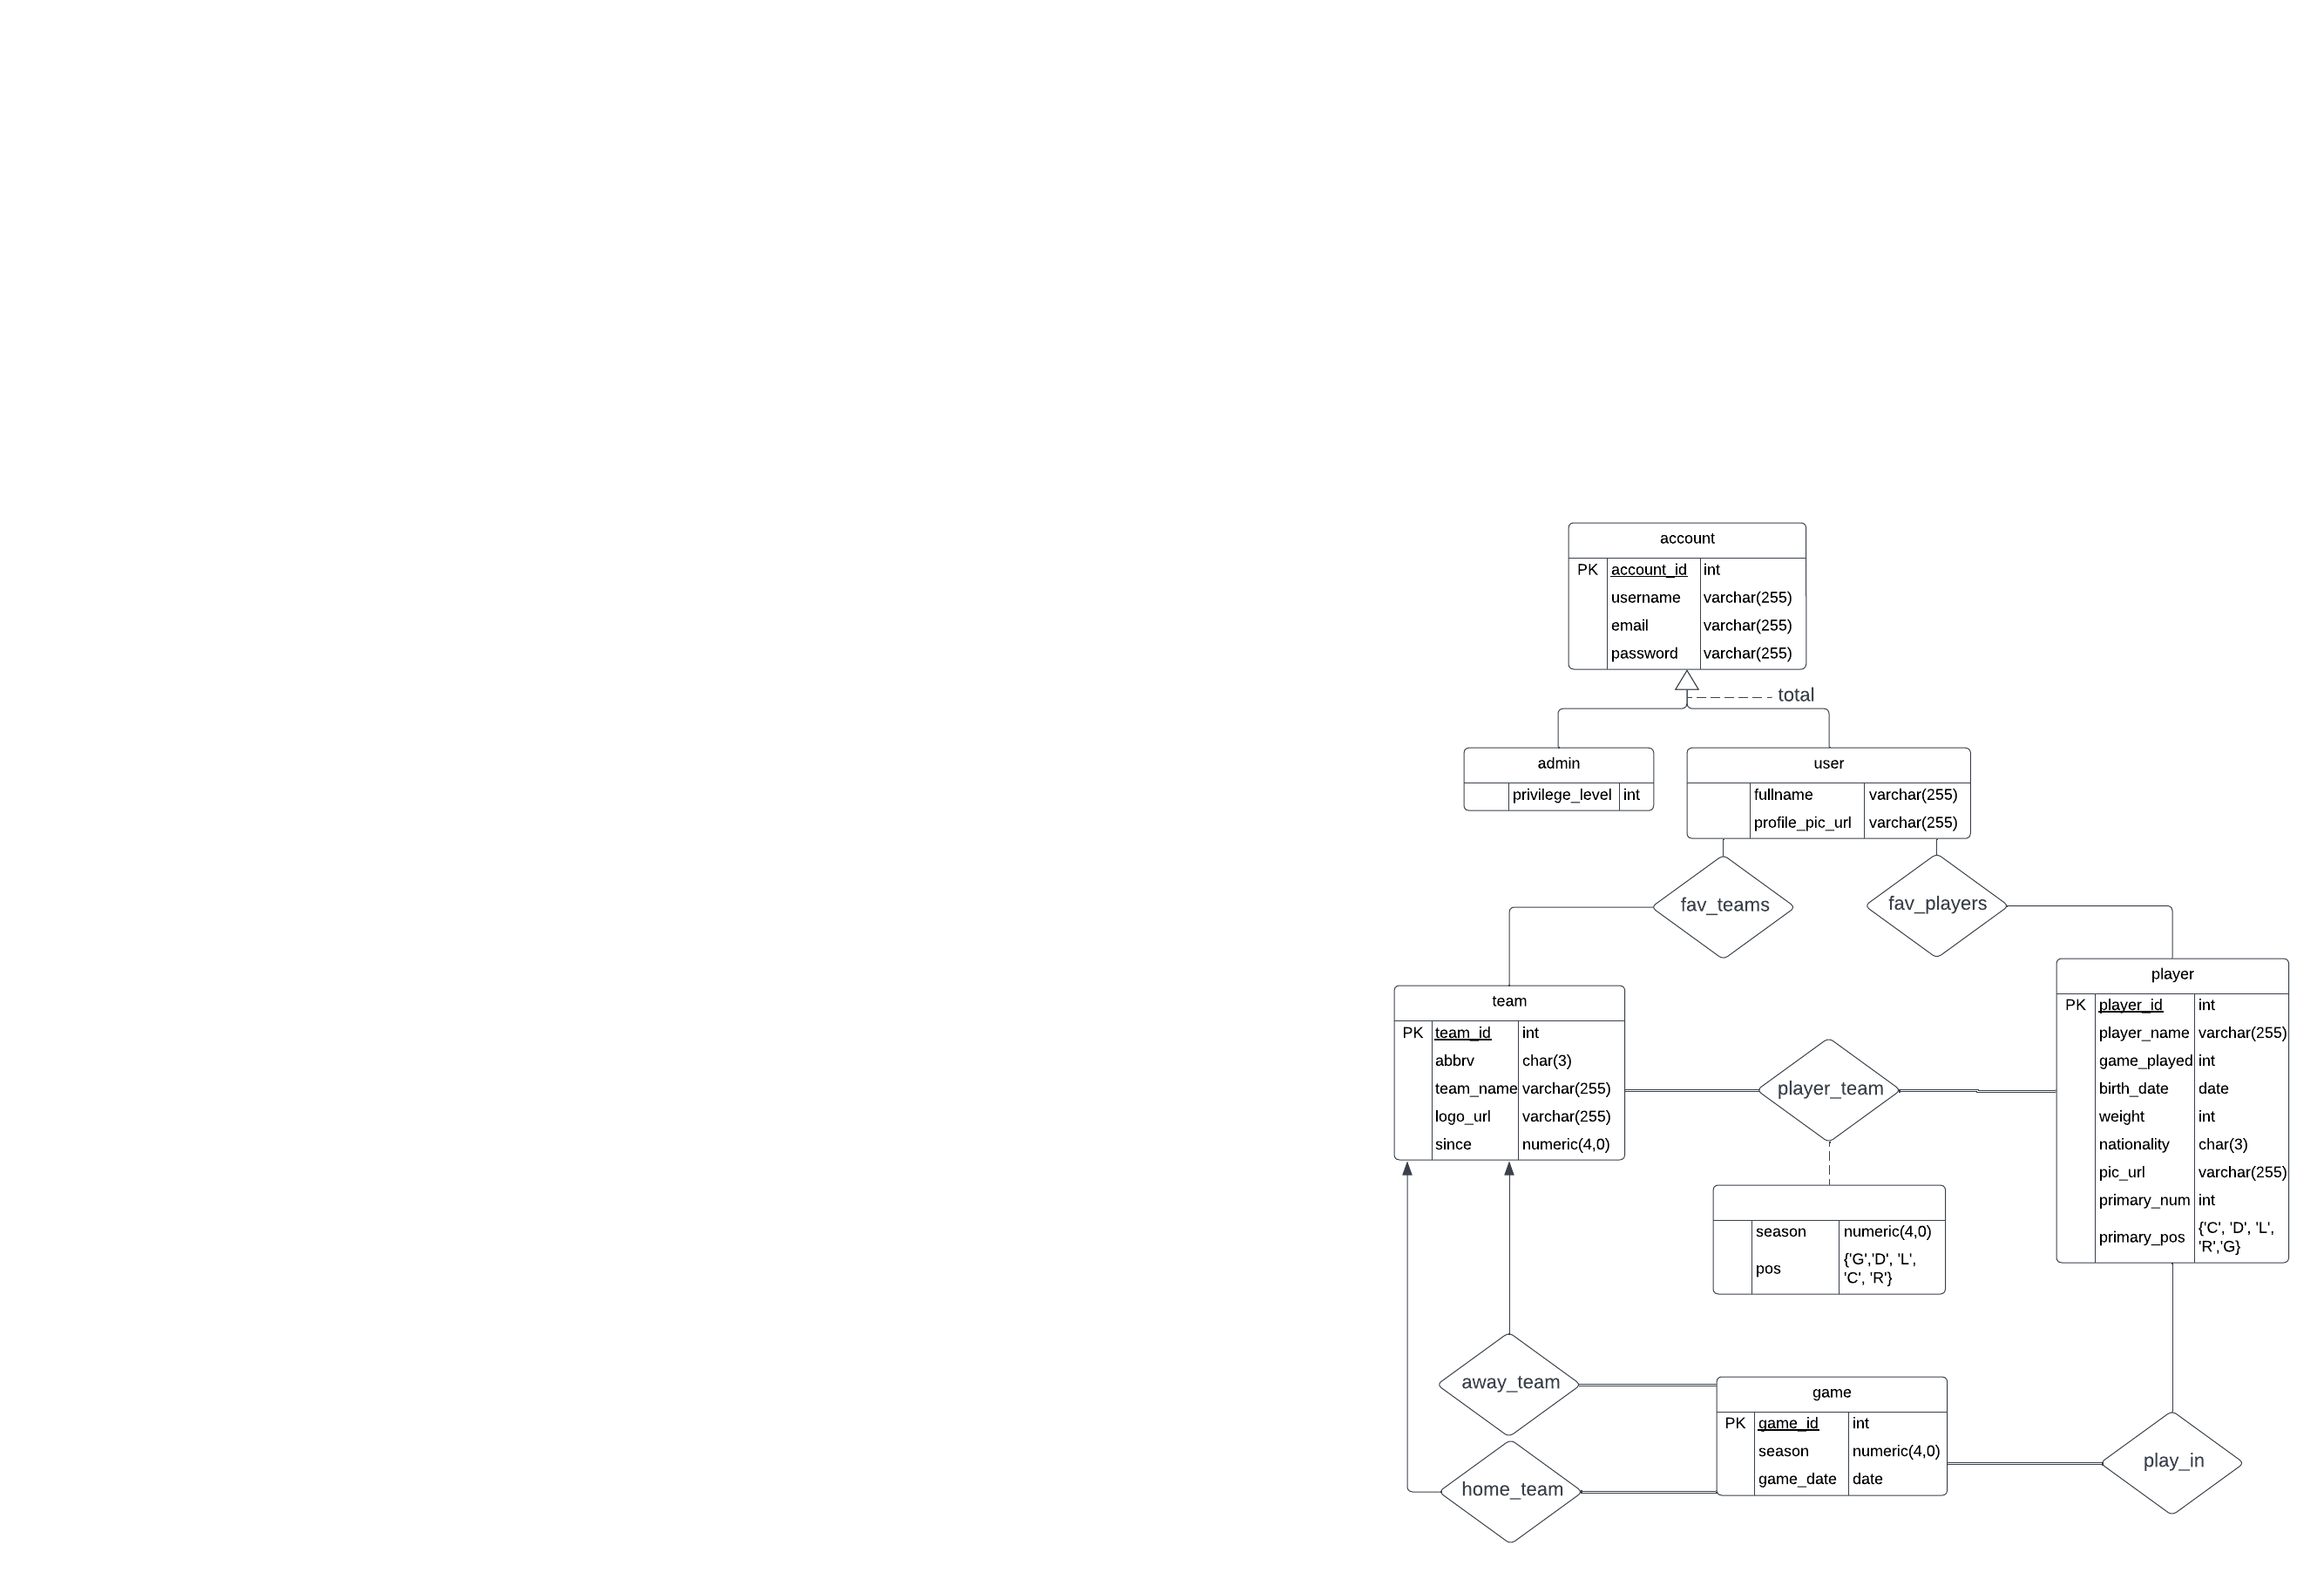 account
PK account_id int
username varchar(255)
email varchar(255)
password varchar(255)
total
admin
privilege_level int
user
fullname varchar(255)
profile_pic_url varchar(255)
fav_teams
fav_players
team
PK team_id int
abbrv char(3)
team_name varchar(255)
logo_url varchar(255)
since numeric(4,0)
player_team
player
PK player_id int
player_name varchar(255)
game_played int
birth_date date
weight int
nationality char(3)
pic_url varchar(255)
primary_num int
primary_pos {'C', 'D', 'L',
'R','G}
season numeric(4,0)
pos {'G','D', 'L',
'C', 'R'}
away_team
home_team
game
PK game_id int
season numeric(4,0)
game_date date
play_in